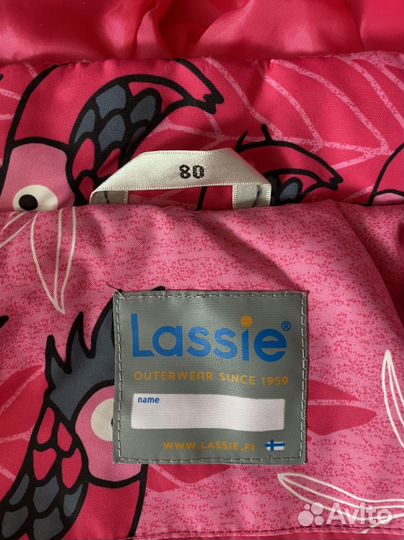 80
Lassie®
OUTERWEAR SINCE 1959
name
WWW.LASSIE.FI
Avito